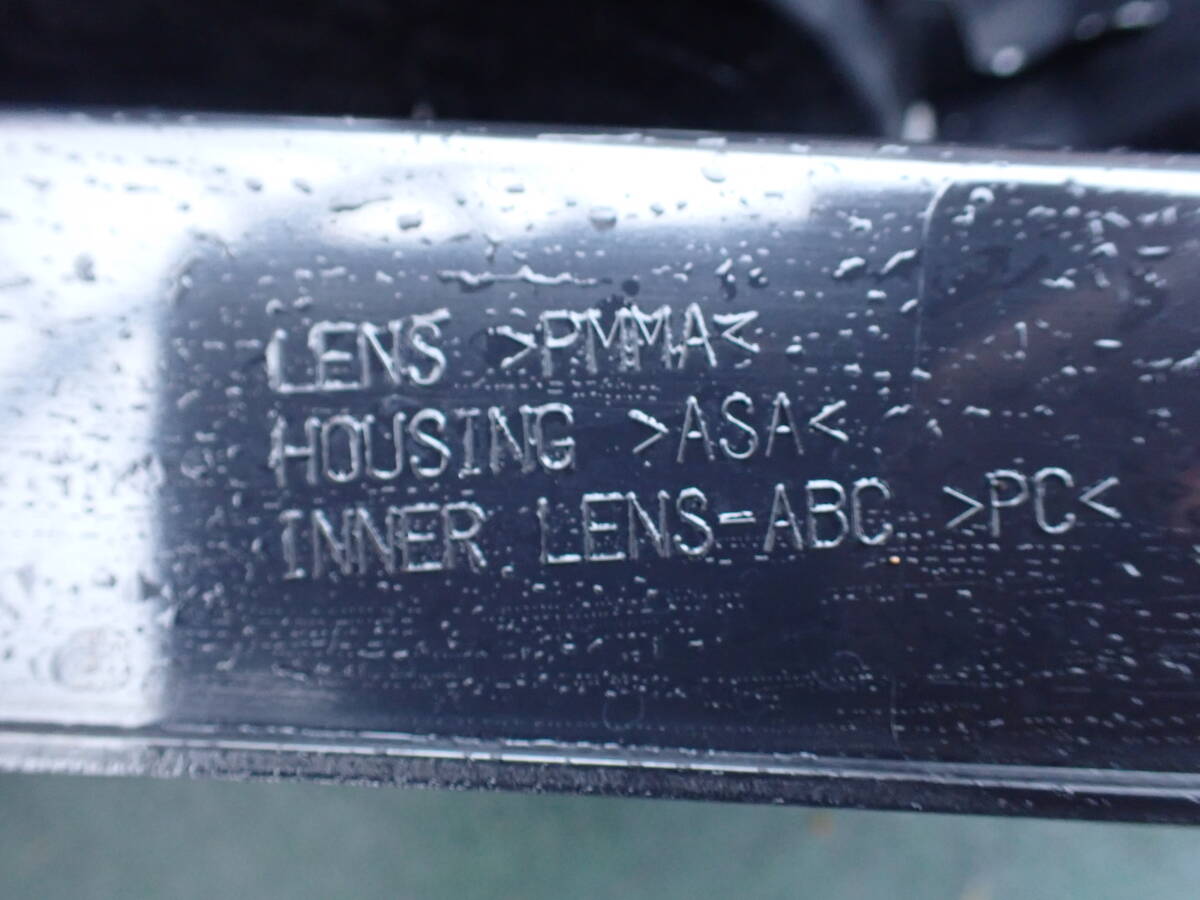 LENS >PMMA<
HOUSING >ASA<
INNER LENS-ABC >PC<